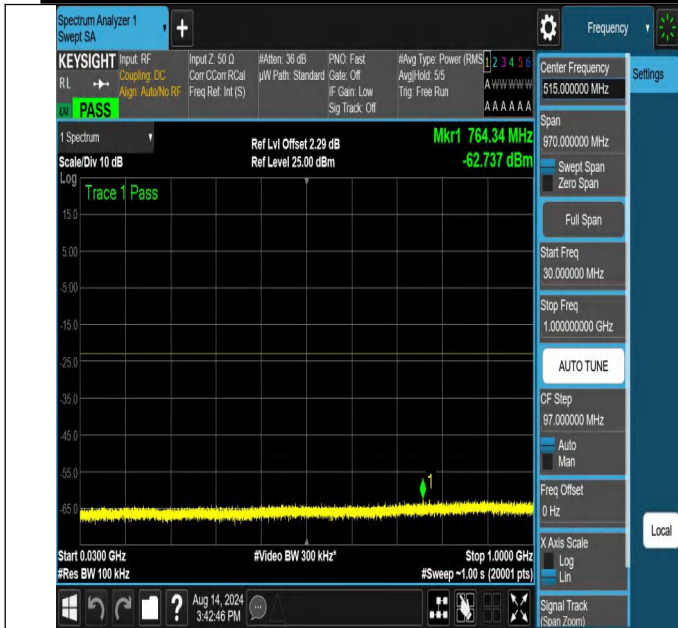 Spectrum Analyzer 1
Swept SA
+
Frequency
KEYSIGHT
RL
LXI
PASS
Input: RF
Coupling: DC
Align: Auto/No RF
Input Z: 50 Ω
Corr CCorr RCal
Freq Ref: Int (S)
#Atten: 36 dB
µW Path: Standard
PNO: Fast
Gate: Off
IF Gain: Low
Sig Track: Off
#Avg Type: Power (RMS
Avg|Hold: 5/5
Trig: Free Run
1 2 3 4 5 6
A W W W W W
A A A A A A
1 Spectrum
Scale/Div 10 dB
Log
Ref Lvl Offset 2.29 dB
Ref Level 25.00 dBm
Mkr1 764.34 MHz
-62.737 dBm
Trace 1 Pass
15.0
5.00
-5.00
-15.0
-25.0
-35.0
-45.0
-55.0
-65.0
1
Start 0.0300 GHz
#Res BW 100 kHz
#Video BW 300 kHz*
Stop 1.0000 GHz
#Sweep ~1.00 s (20001 pts)
Aug 14, 2024
3:42:46 PM
Center Frequency
515.000000 MHz
Span
970.000000 MHz
Swept Span
Zero Span
Full Span
Start Freq
30.000000 MHz
Stop Freq
1.000000000 GHz
AUTO TUNE
CF Step
97.000000 MHz
Auto
Man
Freq Offset
0 Hz
X Axis Scale
Log
Lin
Signal Track
(Span Zoom)
Settings
Local